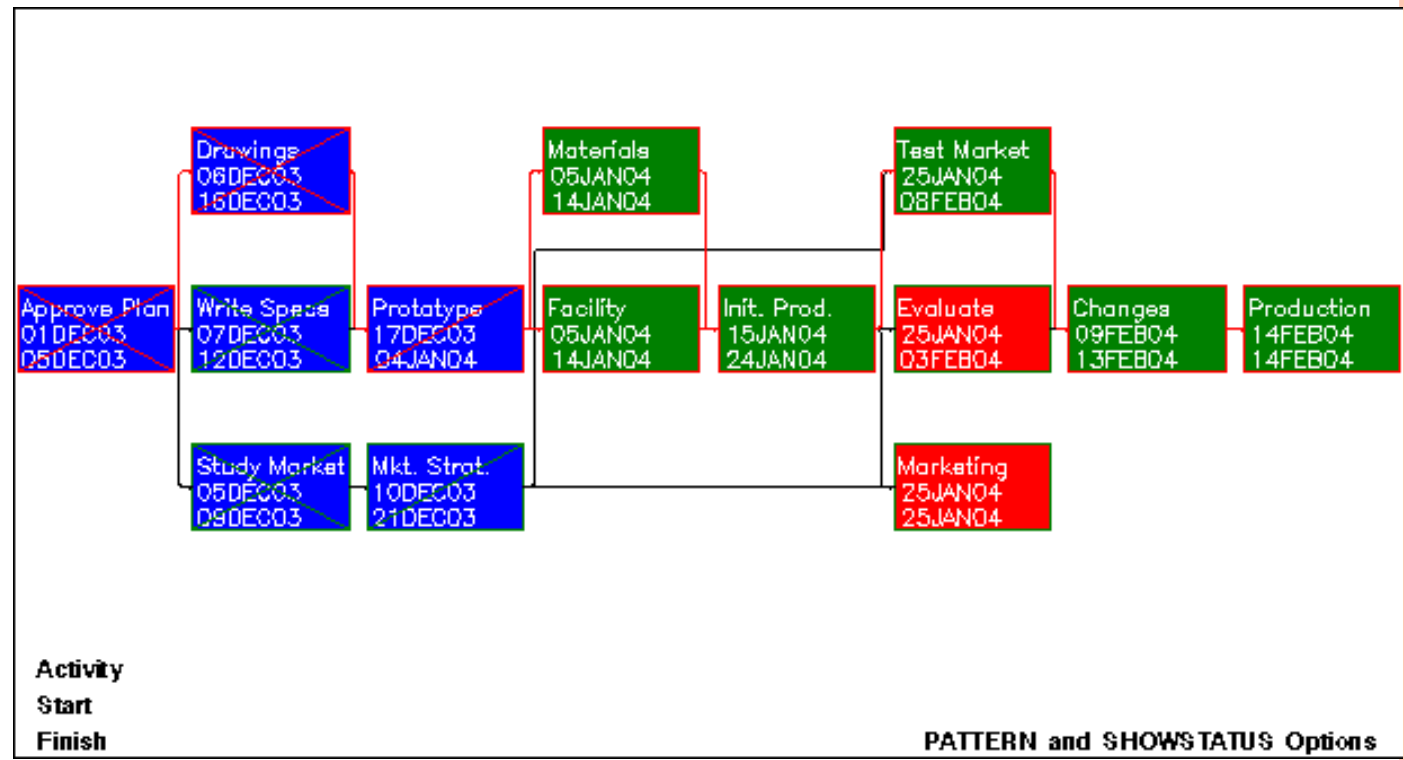 Drawings
06DEC03
16DEC03
Materials
05JAN04
14JAN04
Test Market
25JAN04
08FEB04
Approve Plan
01DEC03
05DEC03
Write Specs
07DEC03
12DEC03
Prototype
17DEC03
04JAN04
Facility
05JAN04
14JAN04
Init. Prod.
15JAN04
24JAN04
Evaluate
25JAN04
03FEB04
Changes
09FEB04
13FEB04
Production
14FEB04
14FEB04
Study Market
05DEC03
09DEC03
Mkt. Strat.
10DEC03
21DEC03
Marketing
25JAN04
25JAN04
Activity
Start
Finish
PATTERN and SHOWSTATUS Options